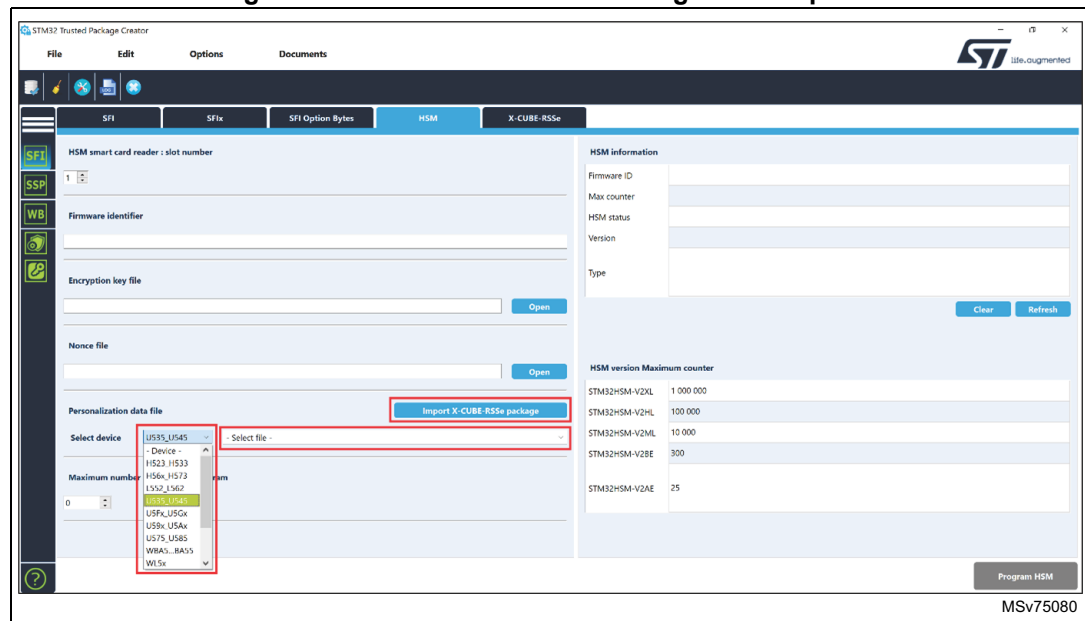 STM32 Trusted Package Creator
File Edit Options Documents
ST life.augmented
LOG
SFI SFIx SFI Option Bytes HSM X-CUBE-RSSe
SFI
SSP
WB
HSM smart card reader : slot number
1
Firmware identifier
Encryption key file
Open
Nonce file
Open
Personalization data file
Import X-CUBE-RSSe package
Select device
U535_U545
- Select file -
- Device -
H523_H533
H56x_H573
L552_L562
U535_U545
U5Fx_U5Gx
U59x_U5Ax
U575_U585
WBA5...BA55
WL5x
Maximum number
ram
0
HSM information
Firmware ID
Max counter
HSM status
Version
Type
Clear Refresh
HSM version Maximum counter
STM32HSM-V2XL 1 000 000
STM32HSM-V2HL 100 000
STM32HSM-V2ML 10 000
STM32HSM-V2BE 300
STM32HSM-V2AE 25
?
Program HSM
MSv75080